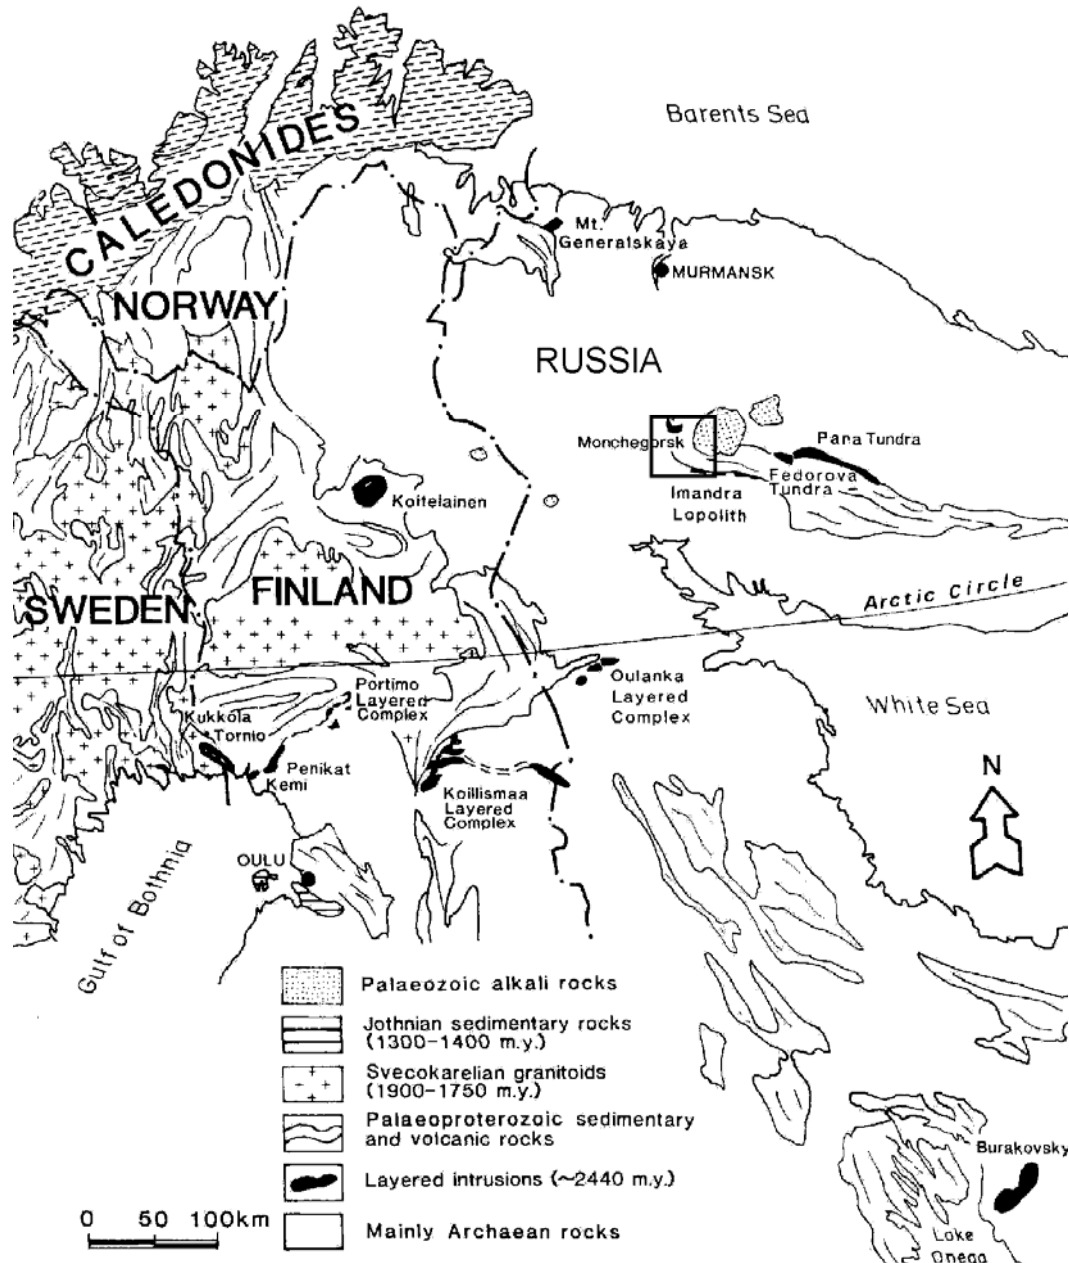 Barents Sea
CALEDONIDES
Mt.
Generalskaya
MURMANSK
NORWAY
RUSSIA
Monchegorsk
Pana Tundra
Fedorova
Tundra
Imandra
Lopolith
Koitelainen
SWEDEN
FINLAND
Arctic Circle
Portimo
Layered
Complex
Oulanka
Layered
Complex
White Sea
Kukkola
Tornio
Penikat
Kemi
Koillismaa
Layered
Complex
N
OULU
Gulf of Bothnia
Palaeozoic alkali rocks
Jothnian sedimentary rocks
(1300-1400 m.y.)
Svecokarelian granitoids
(1900-1750 m.y.)
Palaeoproterozoic sedimentary
and volcanic rocks
Burakovsky
Layered intrusions (~2440 m.y.)
0 50 100km
Mainly Archaean rocks
Lake
Onega